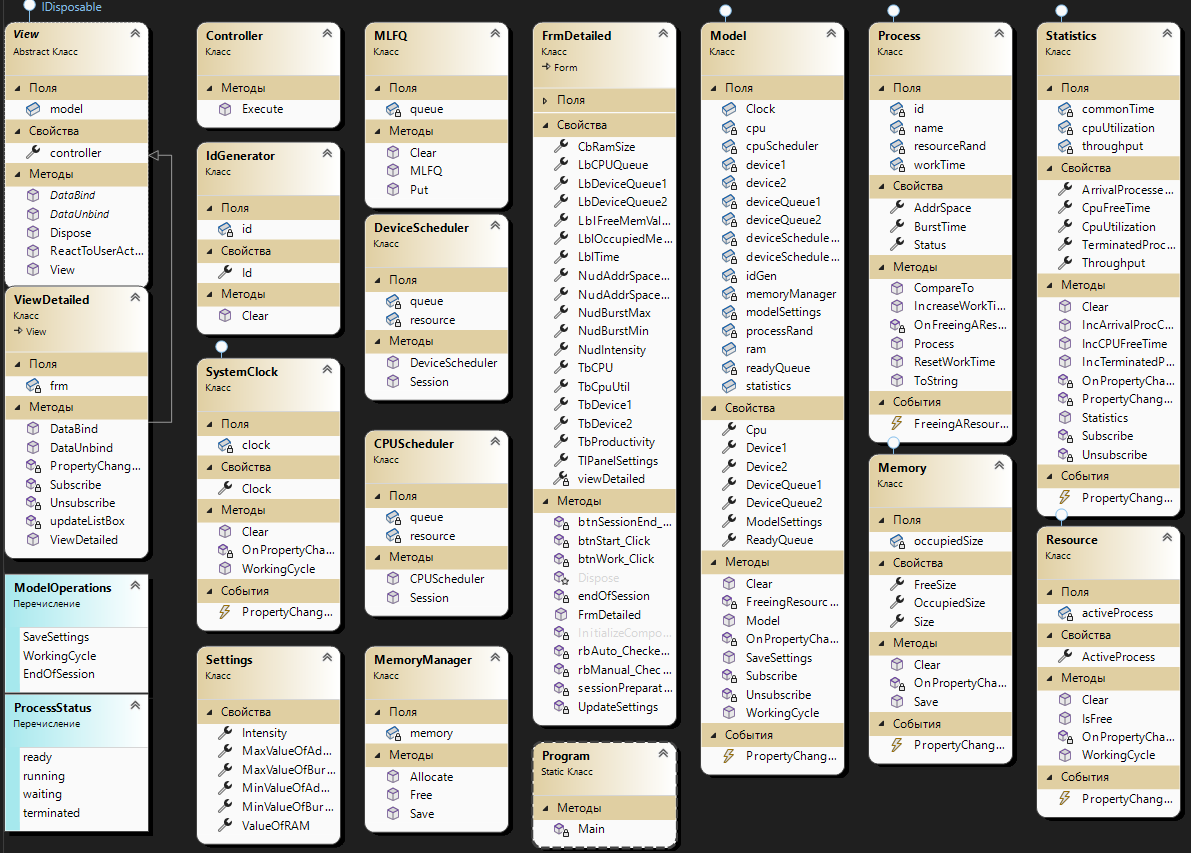 IDisposable
View
Abstract Класс
Поля
model
Свойства
controller
Методы
DataBind
DataUnbind
Dispose
ReactToUserAct...
View
ViewDetailed
Класс
View
Поля
frm
Методы
DataBind
DataUnbind
PropertyChang...
Subscribe
Unsubscribe
updateListBox
ViewDetailed
ModelOperations
Перечисление
SaveSettings
WorkingCycle
EndOfSession
ProcessStatus
Перечисление
ready
running
waiting
terminated
Controller
Класс
Методы
Execute
IdGenerator
Класс
Поля
id
Свойства
Id
Методы
Clear
SystemClock
Класс
Поля
clock
Свойства
Clock
Методы
Clear
OnPropertyCha...
WorkingCycle
События
PropertyChang...
Settings
Класс
Свойства
Intensity
MaxValueOfAd...
MaxValueOfBur...
MinValueOfAd...
MinValueOfBur...
ValueOfRAM
MLFQ
Класс
Поля
queue
Методы
Clear
MLFQ
Put
DeviceScheduler
Класс
Поля
queue
resource
Методы
DeviceScheduler
Session
CPUScheduler
Класс
Поля
queue
resource
Методы
CPUScheduler
Session
MemoryManager
Класс
Поля
memory
Методы
Allocate
Free
Save
FrmDetailed
Класс
Form
Поля
Свойства
CbRamSize
LbCPUQueue
LbDeviceQueue1
LbDeviceQueue2
LblFreeMemVal...
LblOccupiedMe...
LblTime
NudAddrSpace...
NudAddrSpace...
NudBurstMax
NudBurstMin
NudIntensity
TbCPU
TbCpuUtil
TbDevice1
TbDevice2
TbProductivity
TlPanelSettings
viewDetailed
Методы
btnSessionEnd_...
btnStart_Click
btnWork_Click
Dispose
endOfSession
FrmDetailed
InitializeCompo...
rbAuto_Checke...
rbManual_Chec...
sessionPreparat...
UpdateSettings
Program
Static Класс
Методы
Main
Model
Класс
Поля
Clock
cpu
cpuScheduler
device1
device2
deviceQueue1
deviceQueue2
deviceSchedule...
deviceSchedule...
idGen
memoryManager
modelSettings
processRand
ram
readyQueue
statistics
Свойства
Cpu
Device1
Device2
DeviceQueue1
DeviceQueue2
ModelSettings
ReadyQueue
Методы
Clear
FreeingResourc...
Model
OnPropertyCha...
SaveSettings
Subscribe
Unsubscribe
WorkingCycle
События
PropertyChang...
Process
Класс
Поля
id
name
resourceRand
workTime
Свойства
AddrSpace
BurstTime
Status
Методы
CompareTo
IncreaseWorkTi...
OnFreeingARes...
Process
ResetWorkTime
ToString
События
FreeingAResour...
Memory
Класс
Поля
occupiedSize
Свойства
FreeSize
OccupiedSize
Size
Методы
Clear
OnPropertyCha...
Save
События
PropertyChang...
Statistics
Класс
Поля
commonTime
cpuUtilization
throughput
Свойства
ArrivalProcesse...
CpuFreeTime
CpuUtilization
TerminatedProc...
Throughput
Методы
Clear
IncArrivalProcC...
IncCPUFreeTime
IncTerminatedP...
OnPropertyCha...
PropertyChang...
Statistics
Subscribe
Unsubscribe
События
PropertyChang...
Resource
Класс
Поля
activeProcess
Свойства
ActiveProcess
Методы
Clear
IsFree
OnPropertyCha...
WorkingCycle
События
PropertyChang...